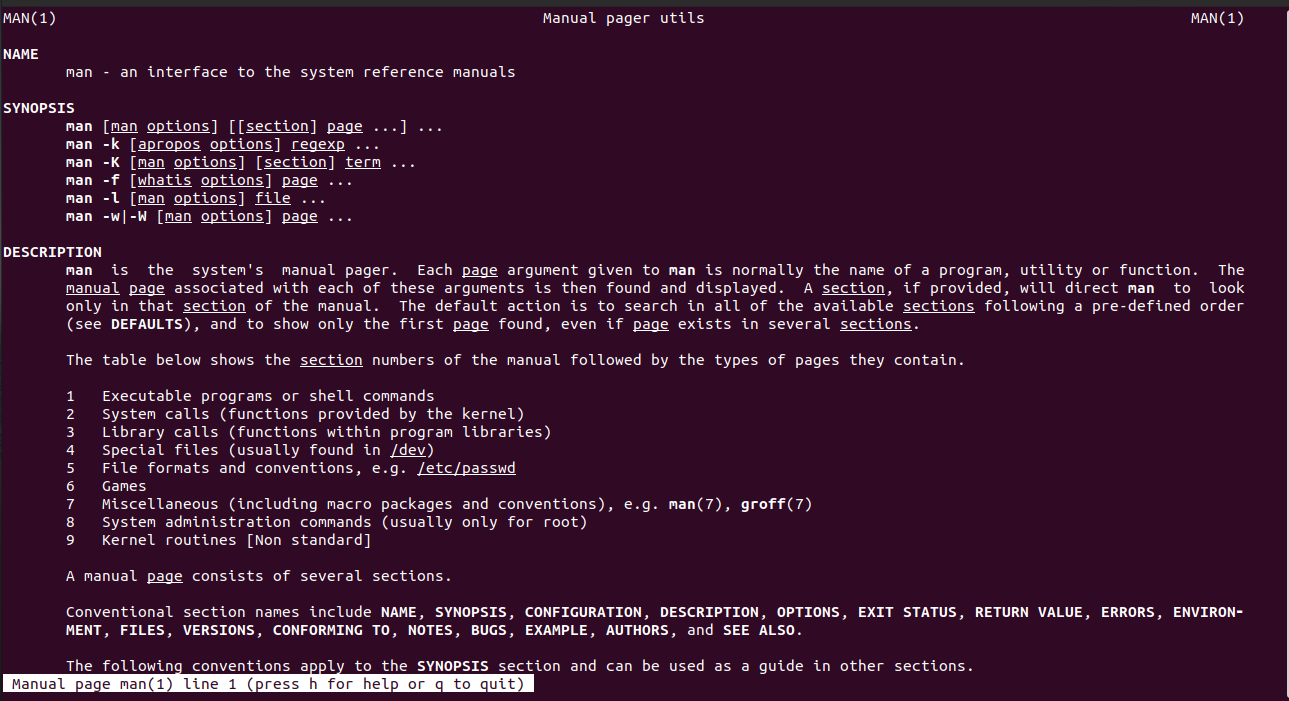 MAN(1) Manual pager utils MAN(1)
NAME
man - an interface to the system reference manuals
SYNOPSIS
man [man options] [[section] page ...] ...
man -k [apropos options] regexp ...
man -K [man options] [section] term ...
man -f [whatis options] page ...
man -l [man options] file ...
man -w|-W [man options] page ...
DESCRIPTION
man is the system's manual pager. Each page argument given to man is normally the name of a program, utility or function. The
manual page associated with each of these arguments is then found and displayed. A section, if provided, will direct man to look
only in that section of the manual. The default action is to search in all of the available sections following a pre-defined order
(see DEFAULTS), and to show only the first page found, even if page exists in several sections.
The table below shows the section numbers of the manual followed by the types of pages they contain.
1 Executable programs or shell commands
2 System calls (functions provided by the kernel)
3 Library calls (functions within program libraries)
4 Special files (usually found in /dev)
5 File formats and conventions, e.g. /etc/passwd
6 Games
7 Miscellaneous (including macro packages and conventions), e.g. man(7), groff(7)
8 System administration commands (usually only for root)
9 Kernel routines [Non standard]
A manual page consists of several sections.
Conventional section names include NAME, SYNOPSIS, CONFIGURATION, DESCRIPTION, OPTIONS, EXIT STATUS, RETURN VALUE, ERRORS, ENVIRON-
MENT, FILES, VERSIONS, CONFORMING TO, NOTES, BUGS, EXAMPLE, AUTHORS, and SEE ALSO.
The following conventions apply to the SYNOPSIS section and can be used as a guide in other sections.
Manual page man(1) line 1 (press h for help or q to quit)